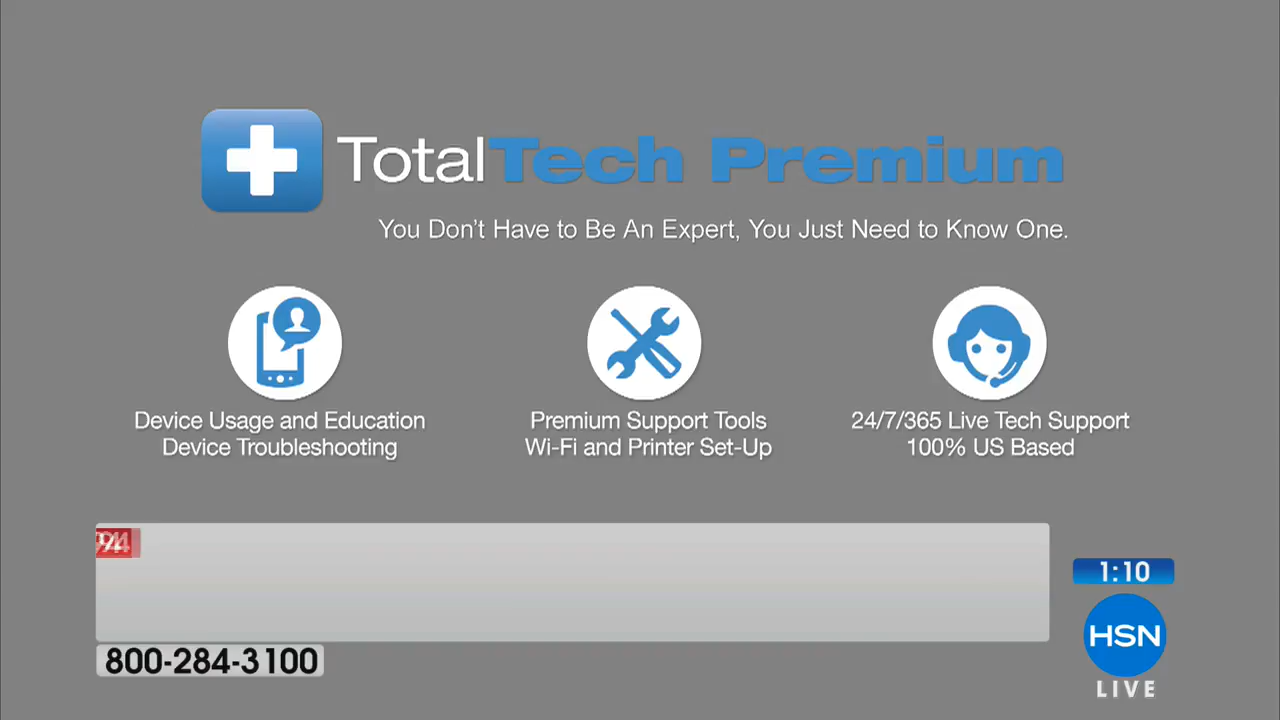 TotalTech Premium
You Don't Have to Be An Expert, You Just Need to Know One.
Device Usage and Education
Device Troubleshooting
Premium Support Tools
Wi-Fi and Printer Set-Up
24/7/365 Live Tech Support
100% US Based
1:10
HSN
LIVE
800-284-3100